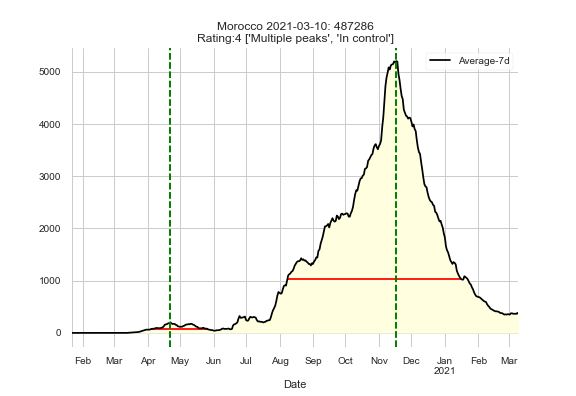 Morocco 2021-03-10: 487286
Rating:4 ['Multiple peaks', 'In control']
Average-7d
5000
4000
3000
2000
1000
0
Feb Mar Apr May Jun Jul Aug Sep Oct Nov Dec Jan Feb Mar
2021
Date